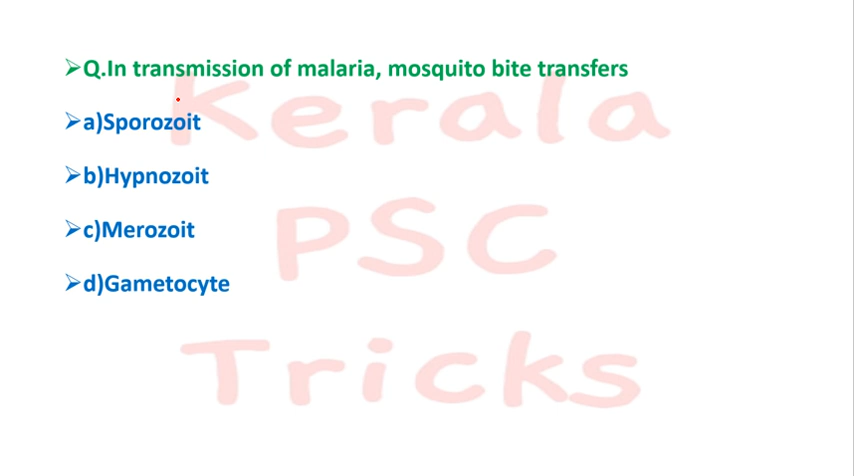 ➢Q.In transmission of malaria, mosquito bite transfers
➢a)Sporozoit
➢b)Hypnozoit
➢c)Merozoit
➢d)Gametocyte
Kerala
PSC
Tricks